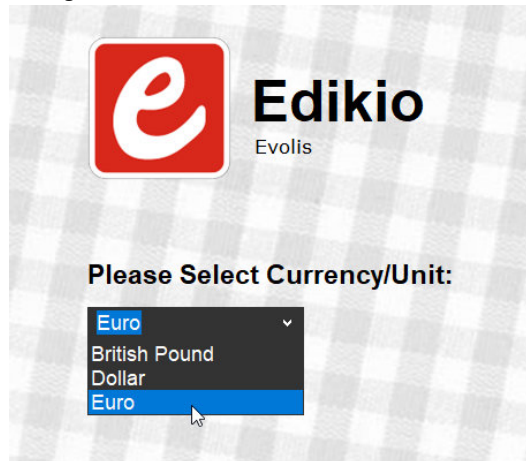 e
Edikio
Evolis
Please Select Currency/Unit:
Euro
British Pound
Dollar
Euro